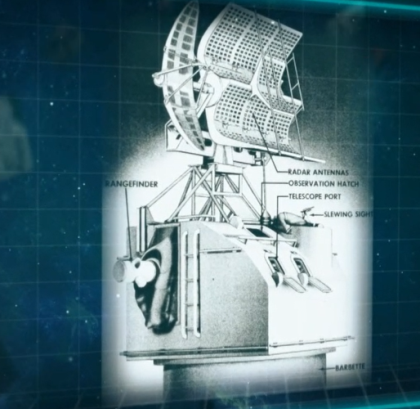 RADAR ANTENNAS
OBSERVATION HATCH
RANGEFINDER
TELESCOPE PORT
SLEWING SIGHT
BARBETTE